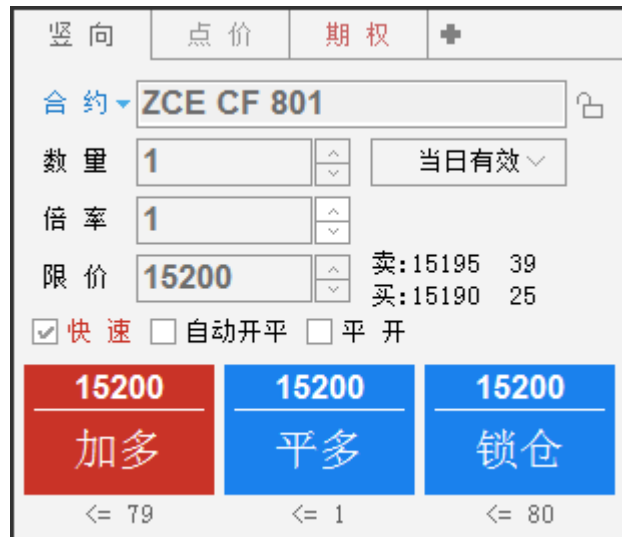 竖 向 点 价 期 权
合 约 ZCE CF 801
数 量 1 当日有效
倍 率 1
限 价 15200 卖:15195 39
买:15190 25
快 速 自动开平 平 开
15200 15200 15200
加多 平多 锁仓
<= 79 <= 1 <= 80